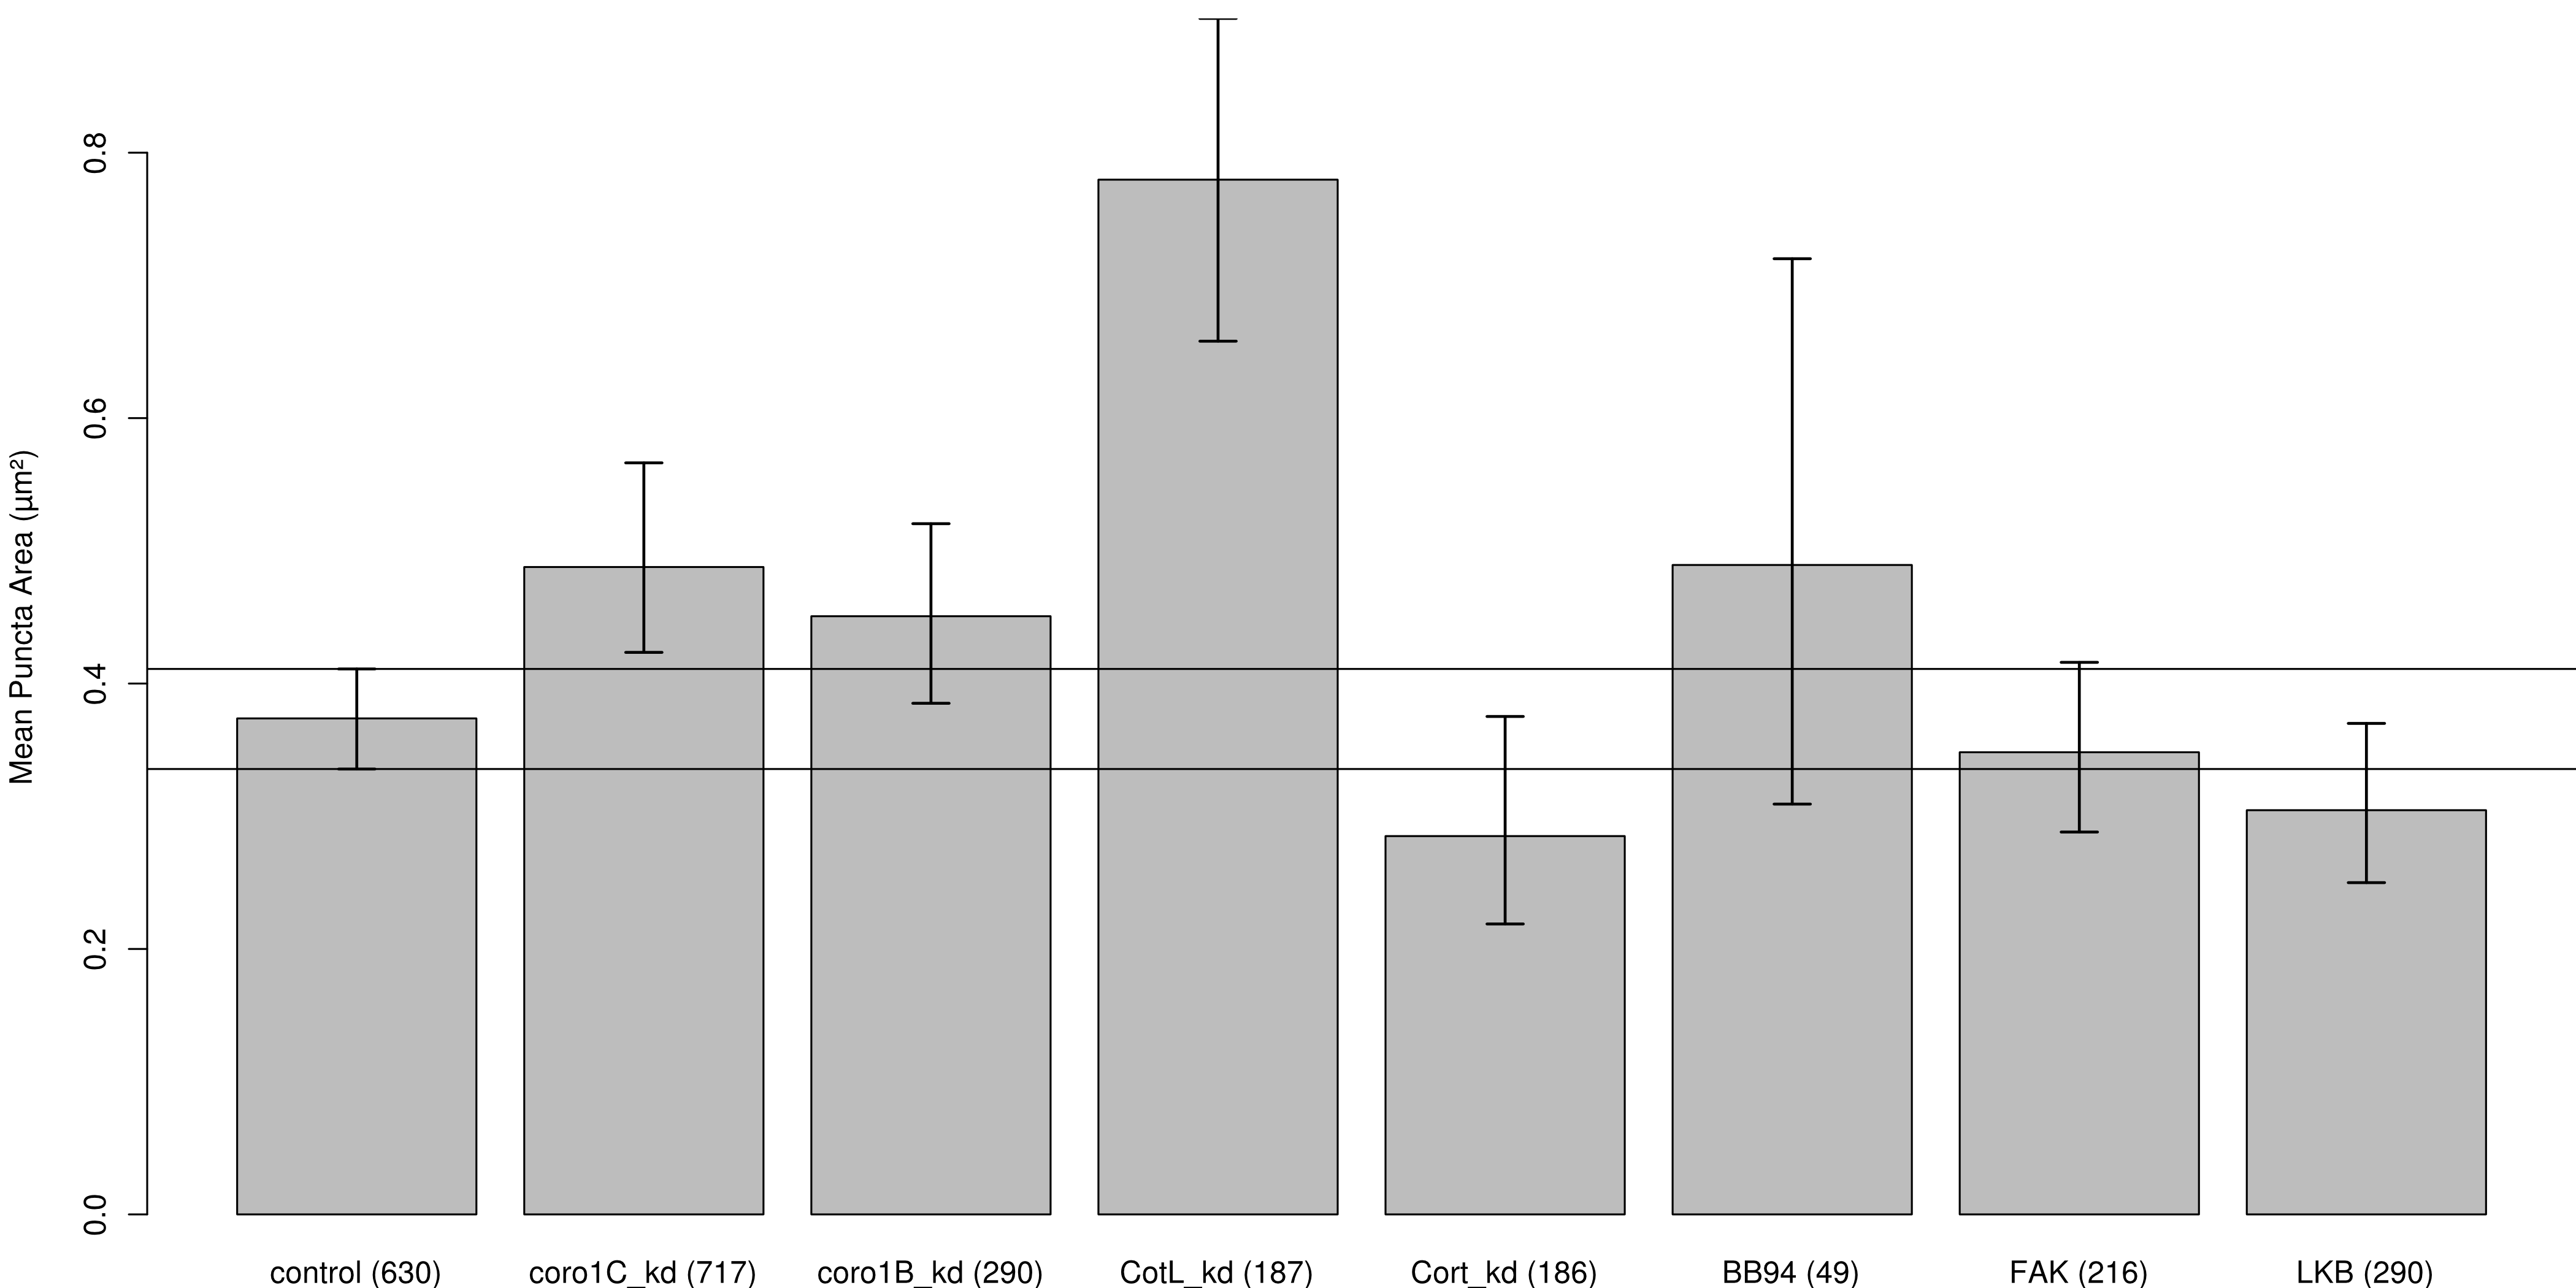 Mean Puncta Area (µm²)
0.8
0.6
0.4
0.2
0.0
control (630)
coro1C_kd (717)
coro1B_kd (290)
CotL_kd (187)
Cort_kd (186)
BB94 (49)
FAK (216)
LKB (290)